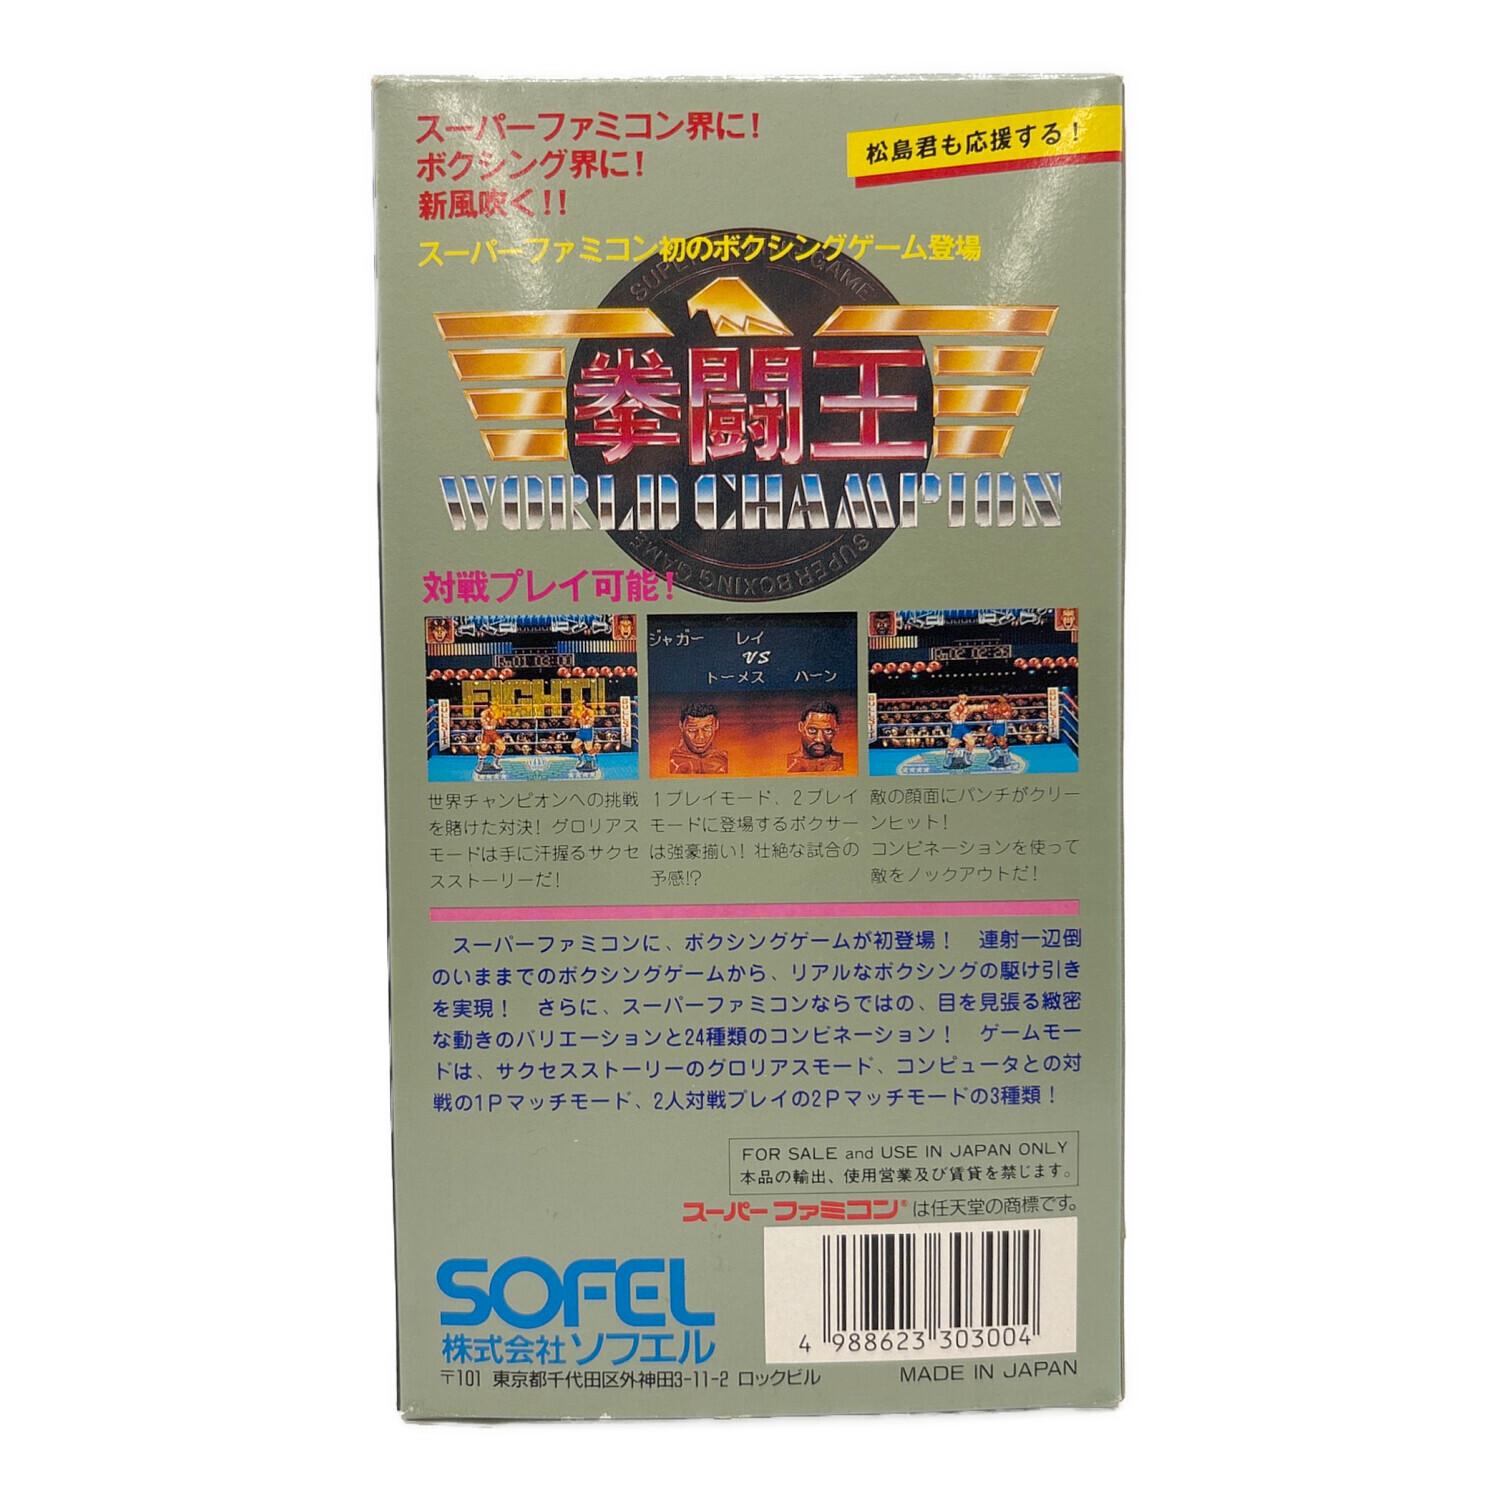 スーパーファミコン界に！
ボクシング界に！
新風吹く！！
松島君も応援する！
スーパーファミコン初のボクシングゲーム登場
SUPER BOXING GAME
拳闘王
WORLD CHAMPION
SUPER BOXING GAME
対戦プレイ可能！
Rn01 03:00
FIGHT!!
ジャガー レイ
VS
トーメス ハーン
Rn02 02:26
世界チャンピオンへの挑戦
を賭けた対決！グロリアス
モードは手に汗握るサクセ
スストーリーだ！
1プレイモード、2プレイ
モードに登場するボクサー
は強豪揃い！壮絶な試合の
予感!?
敵の顔面にパンチがクリー
ンヒット！
コンビネーションを使って
敵をノックアウトだ！
スーパーファミコンに、ボクシングゲームが初登場！　連射一辺倒
のいままでのボクシングゲームから、リアルなボクシングの駆け引き
を実現！　さらに、スーパーファミコンならではの、目を見張る緻密
な動きのバリエーションと24種類のコンビネーション！　ゲームモー
ドは、サクセスストーリーのグロリアスモード、コンピュータとの対
戦の1Pマッチモード、2人対戦プレイの2Pマッチモードの3種類！
FOR SALE and USE IN JAPAN ONLY
本品の輸出、使用営業及び賃貸を禁じます。
スーパーファミコン®は任天堂の商標です。
SOFEL
株式会社ソフエル
〒101 東京都千代田区外神田3-11-2 ロックビル
4 988623 303004
MADE IN JAPAN